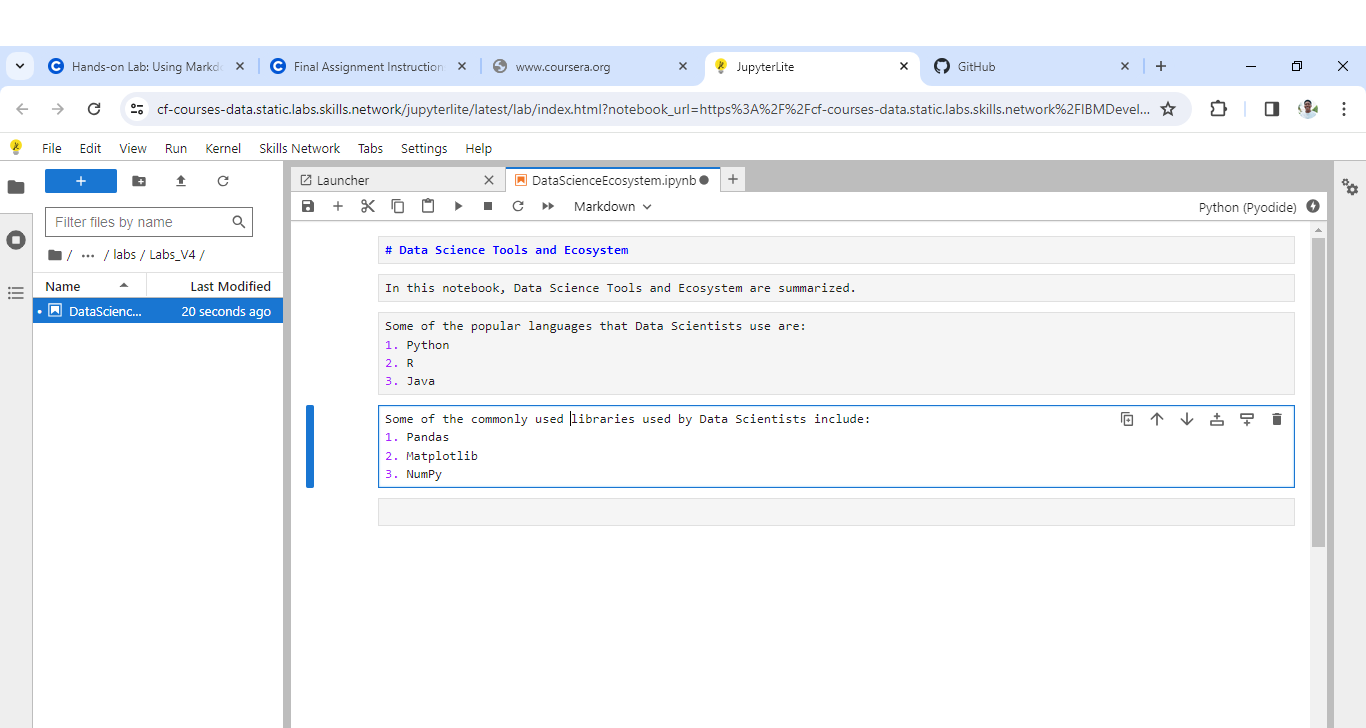 Hands-on Lab: Using Markd
Final Assignment Instruction
www.coursera.org
JupyterLite
GitHub
cf-courses-data.static.labs.skills.network/jupyterlite/latest/lab/index.html?notebook_url=https%3A%2F%2Fcf-courses-data.static.labs.skills.network%2FIBMDevel...
File Edit View Run Kernel Skills Network Tabs Settings Help
Filter files by name
/ ... / labs / Labs_V4 /
Name Last Modified
DataScienc... 20 seconds ago
Launcher
DataScienceEcosystem.ipynb
Markdown
Python (Pyodide)
# Data Science Tools and Ecosystem
In this notebook, Data Science Tools and Ecosystem are summarized.
Some of the popular languages that Data Scientists use are:
1. Python
2. R
3. Java
Some of the commonly used libraries used by Data Scientists include:
1. Pandas
2. Matplotlib
3. NumPy